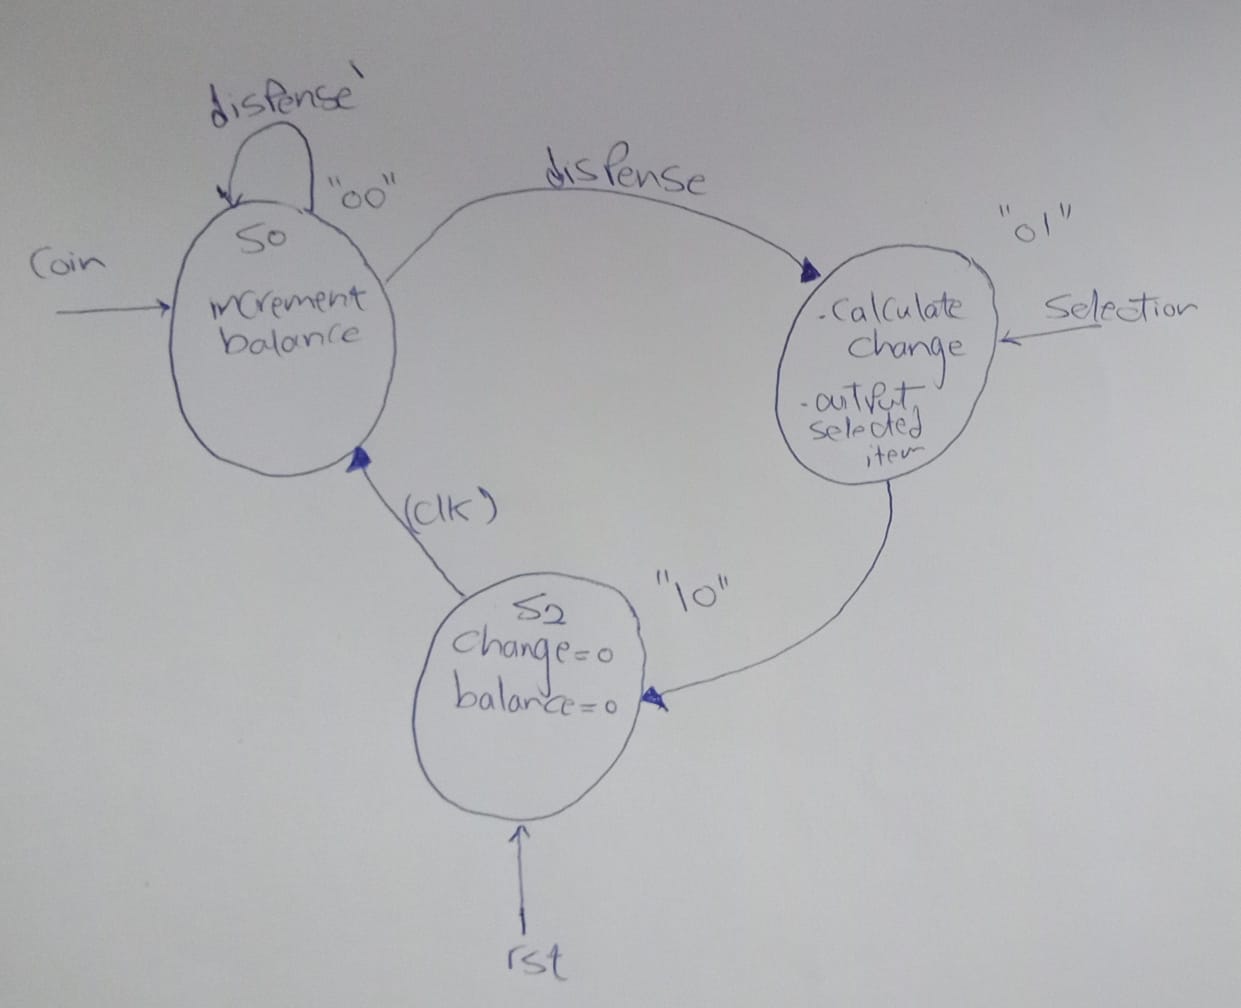 dispense'
"00"
dispense
"01"
Coin
S0
increment
balance
- Calculate
change
- output
selected
item
Selection
(clk)
"10"
S2
Change=0
balance=0
rst